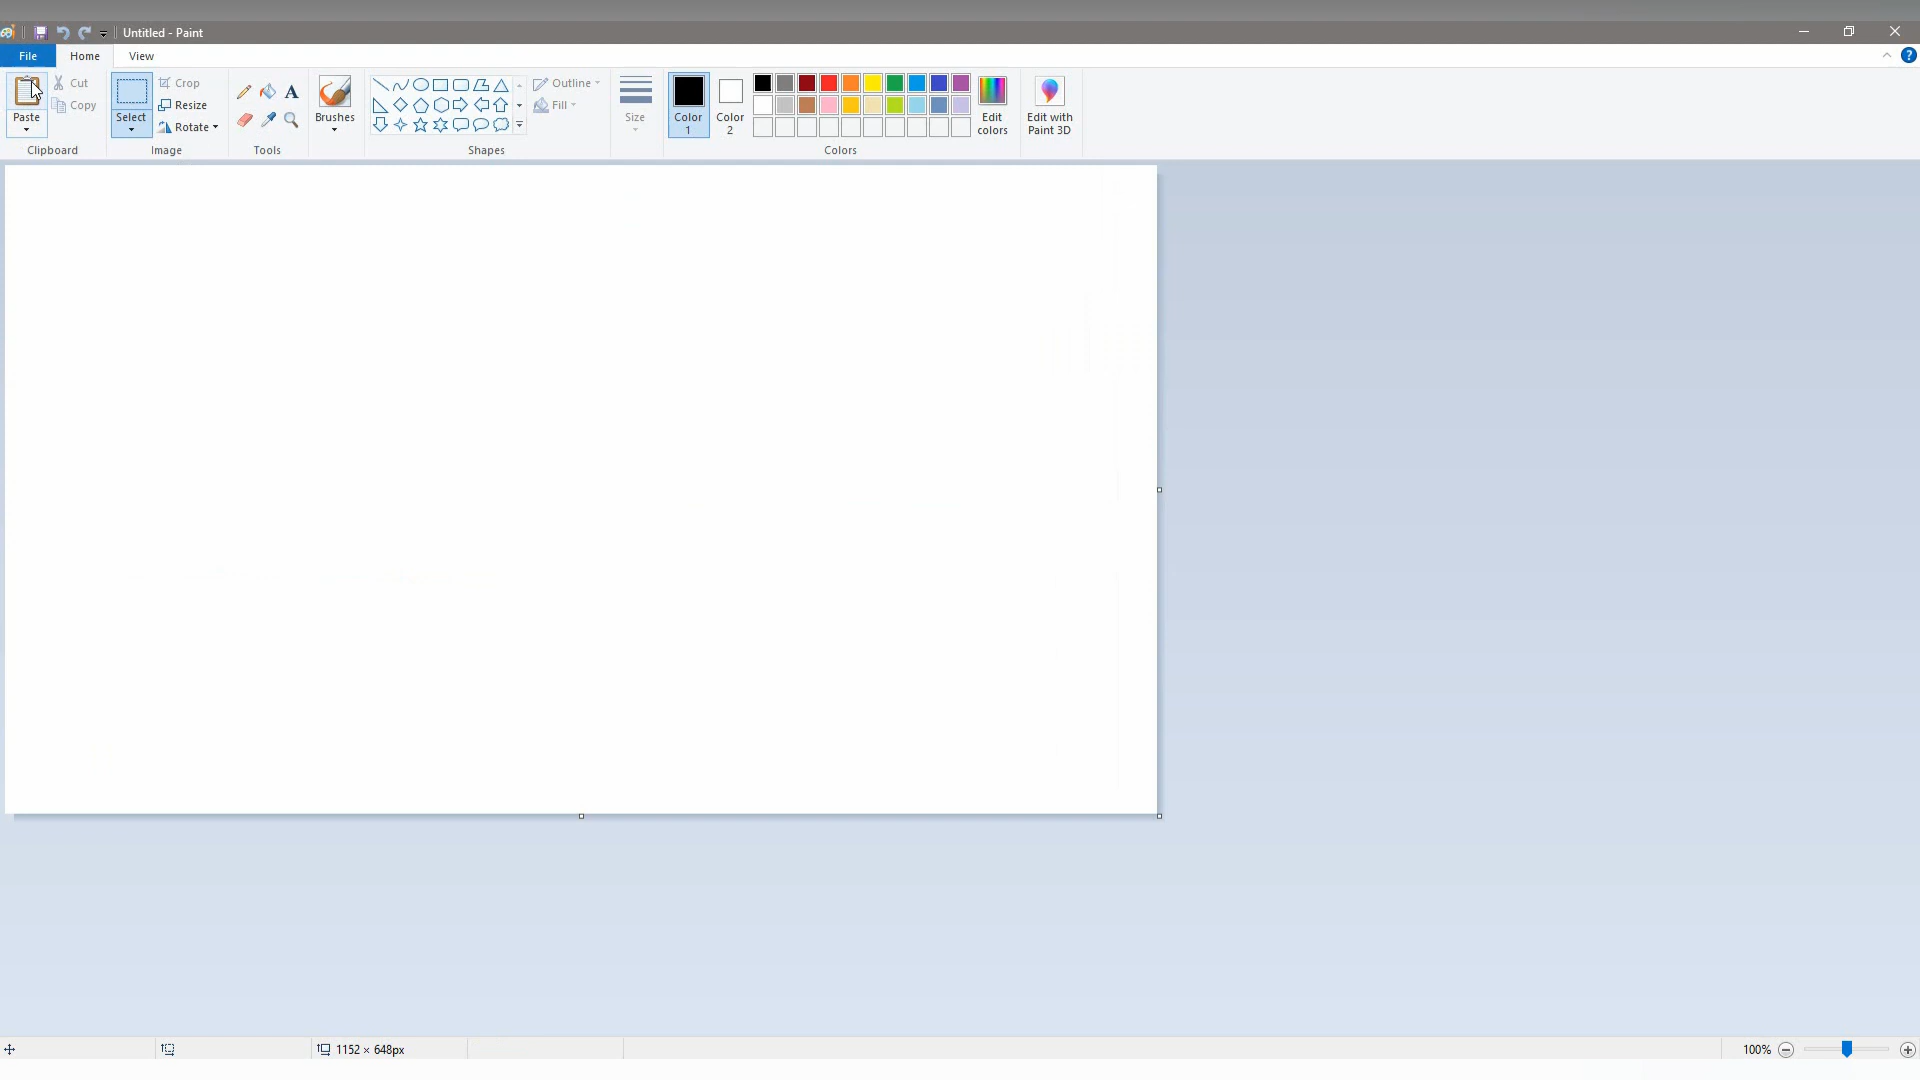 Untitled - Paint
File Home View
Paste Cut Copy
Clipboard
Select Crop Resize Rotate
Image
A
Tools
Brushes
Outline Fill
Shapes
Size
Color 1 Color 2 Edit colors
Colors
Edit with Paint 3D
?
1152 × 648px
100%